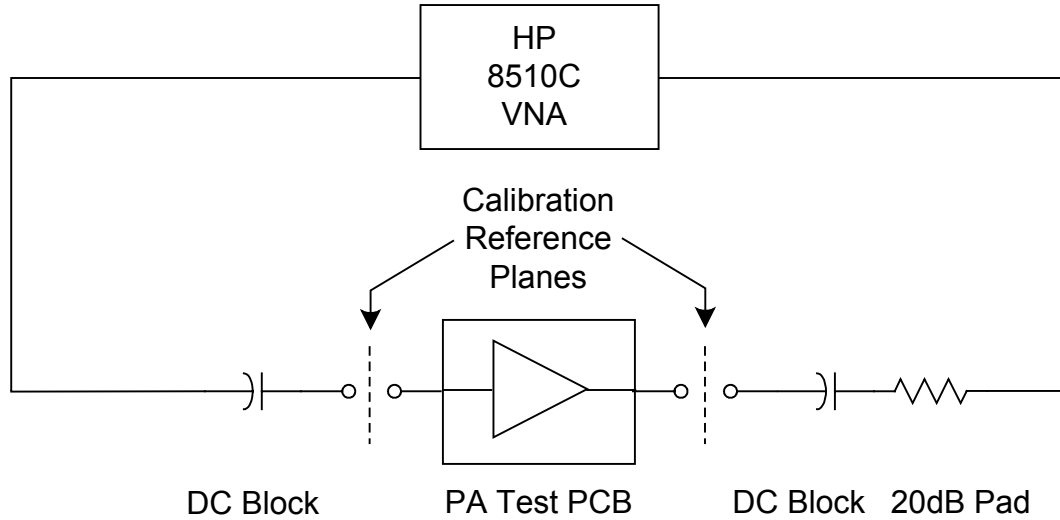 HP
8510C
VNA
Calibration
Reference
Planes
DC Block
PA Test PCB
DC Block
20dB Pad